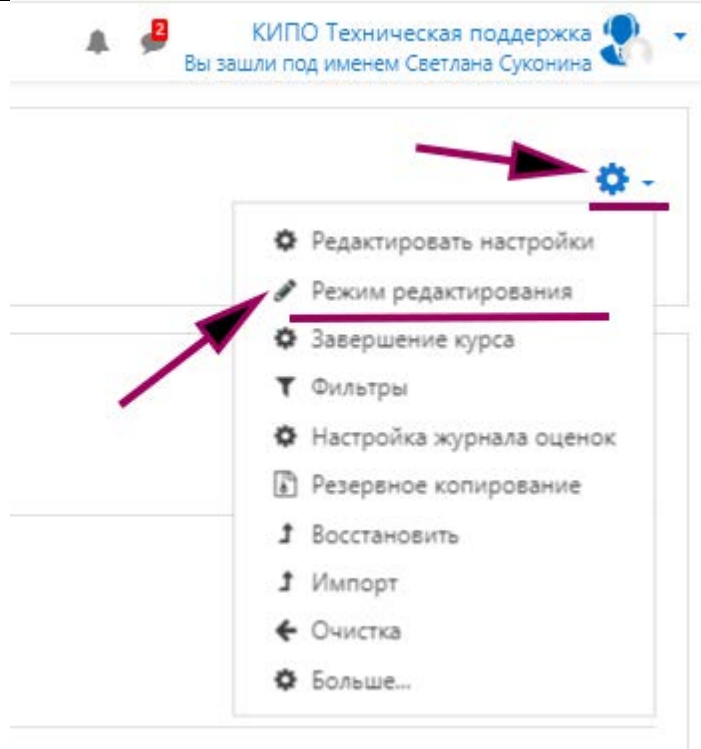 2
КИПО Техническая поддержка
Вы зашли под именем Светлана Суконина
Редактировать настройки
Режим редактирования
Завершение курса
Фильтры
Настройка журнала оценок
Резервное копирование
Восстановить
Импорт
Очистка
Больше...